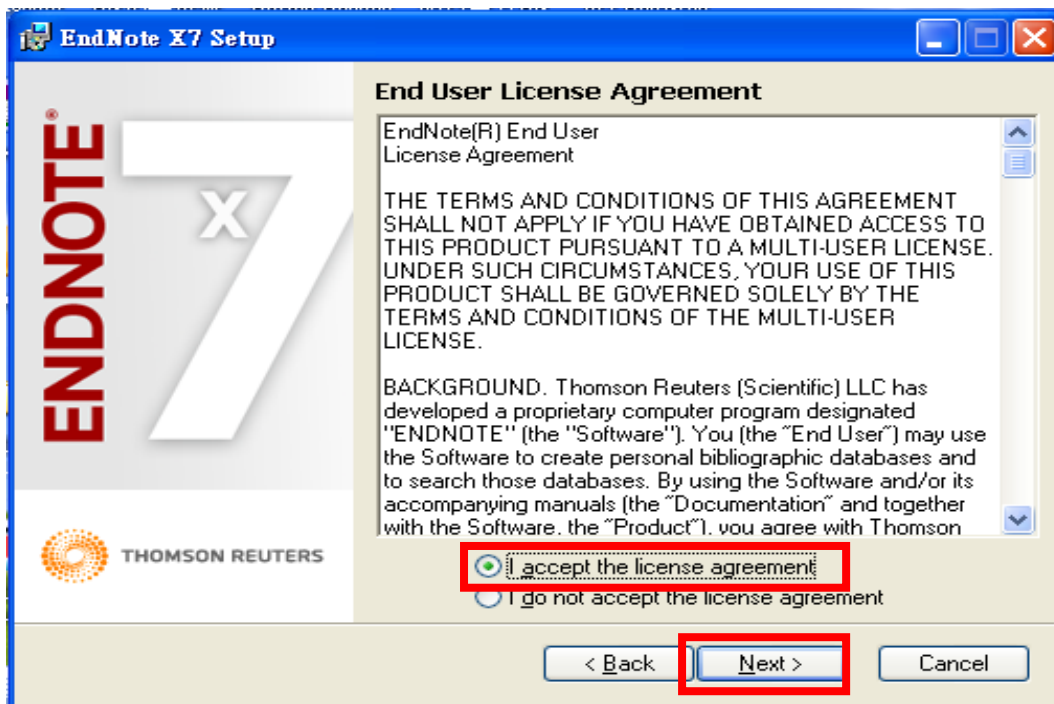 EndNote X7 Setup
ENDNOTE®
X7
THOMSON REUTERS
End User License Agreement
EndNote(R) End User
License Agreement
THE TERMS AND CONDITIONS OF THIS AGREEMENT
SHALL NOT APPLY IF YOU HAVE OBTAINED ACCESS TO
THIS PRODUCT PURSUANT TO A MULTI-USER LICENSE.
UNDER SUCH CIRCUMSTANCES, YOUR USE OF THIS
PRODUCT SHALL BE GOVERNED SOLELY BY THE
TERMS AND CONDITIONS OF THE MULTI-USER
LICENSE.
BACKGROUND. Thomson Reuters (Scientific) LLC has
developed a proprietary computer program designated
"ENDNOTE" (the "Software"). You (the "End User") may use
the Software to create personal bibliographic databases and
to search those databases. By using the Software and/or its
accompanying manuals (the "Documentation" and together
with the Software, the "Product"), you agree with Thomson
I accept the license agreement
I do not accept the license agreement
< Back
Next >
Cancel